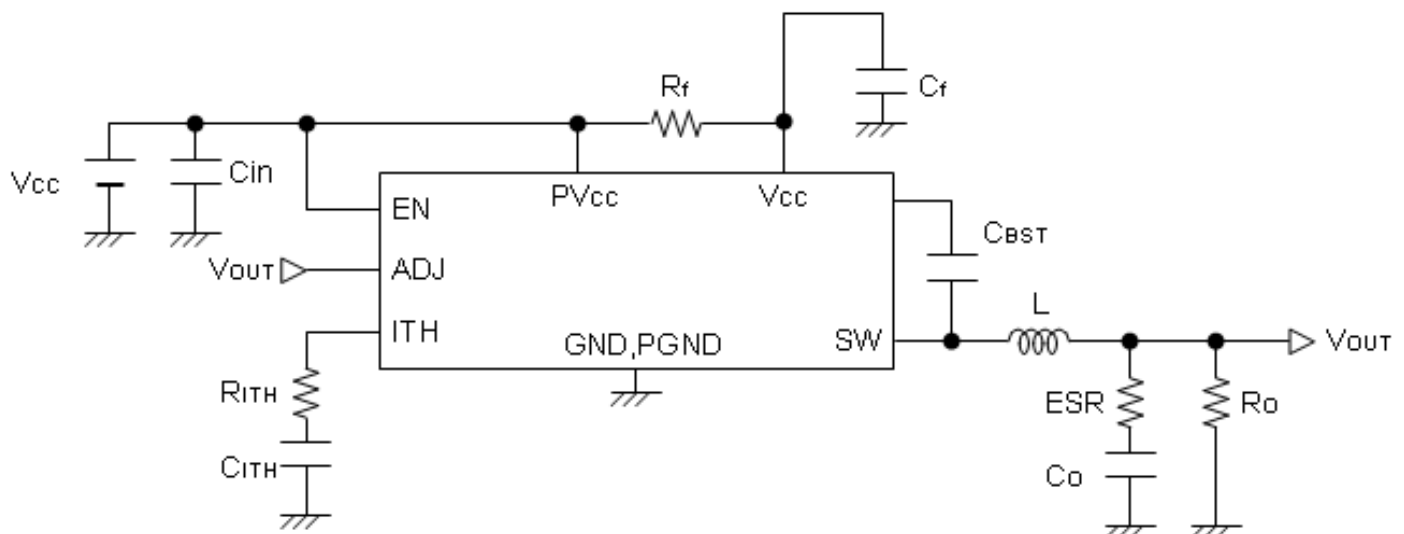 Rf
Cf
Vcc
Cin
PVcc
Vcc
EN
CBST
VOUT
ADJ
L
ITH
GND,PGND
SW
VOUT
RITH
ESR
Ro
CITH
Co